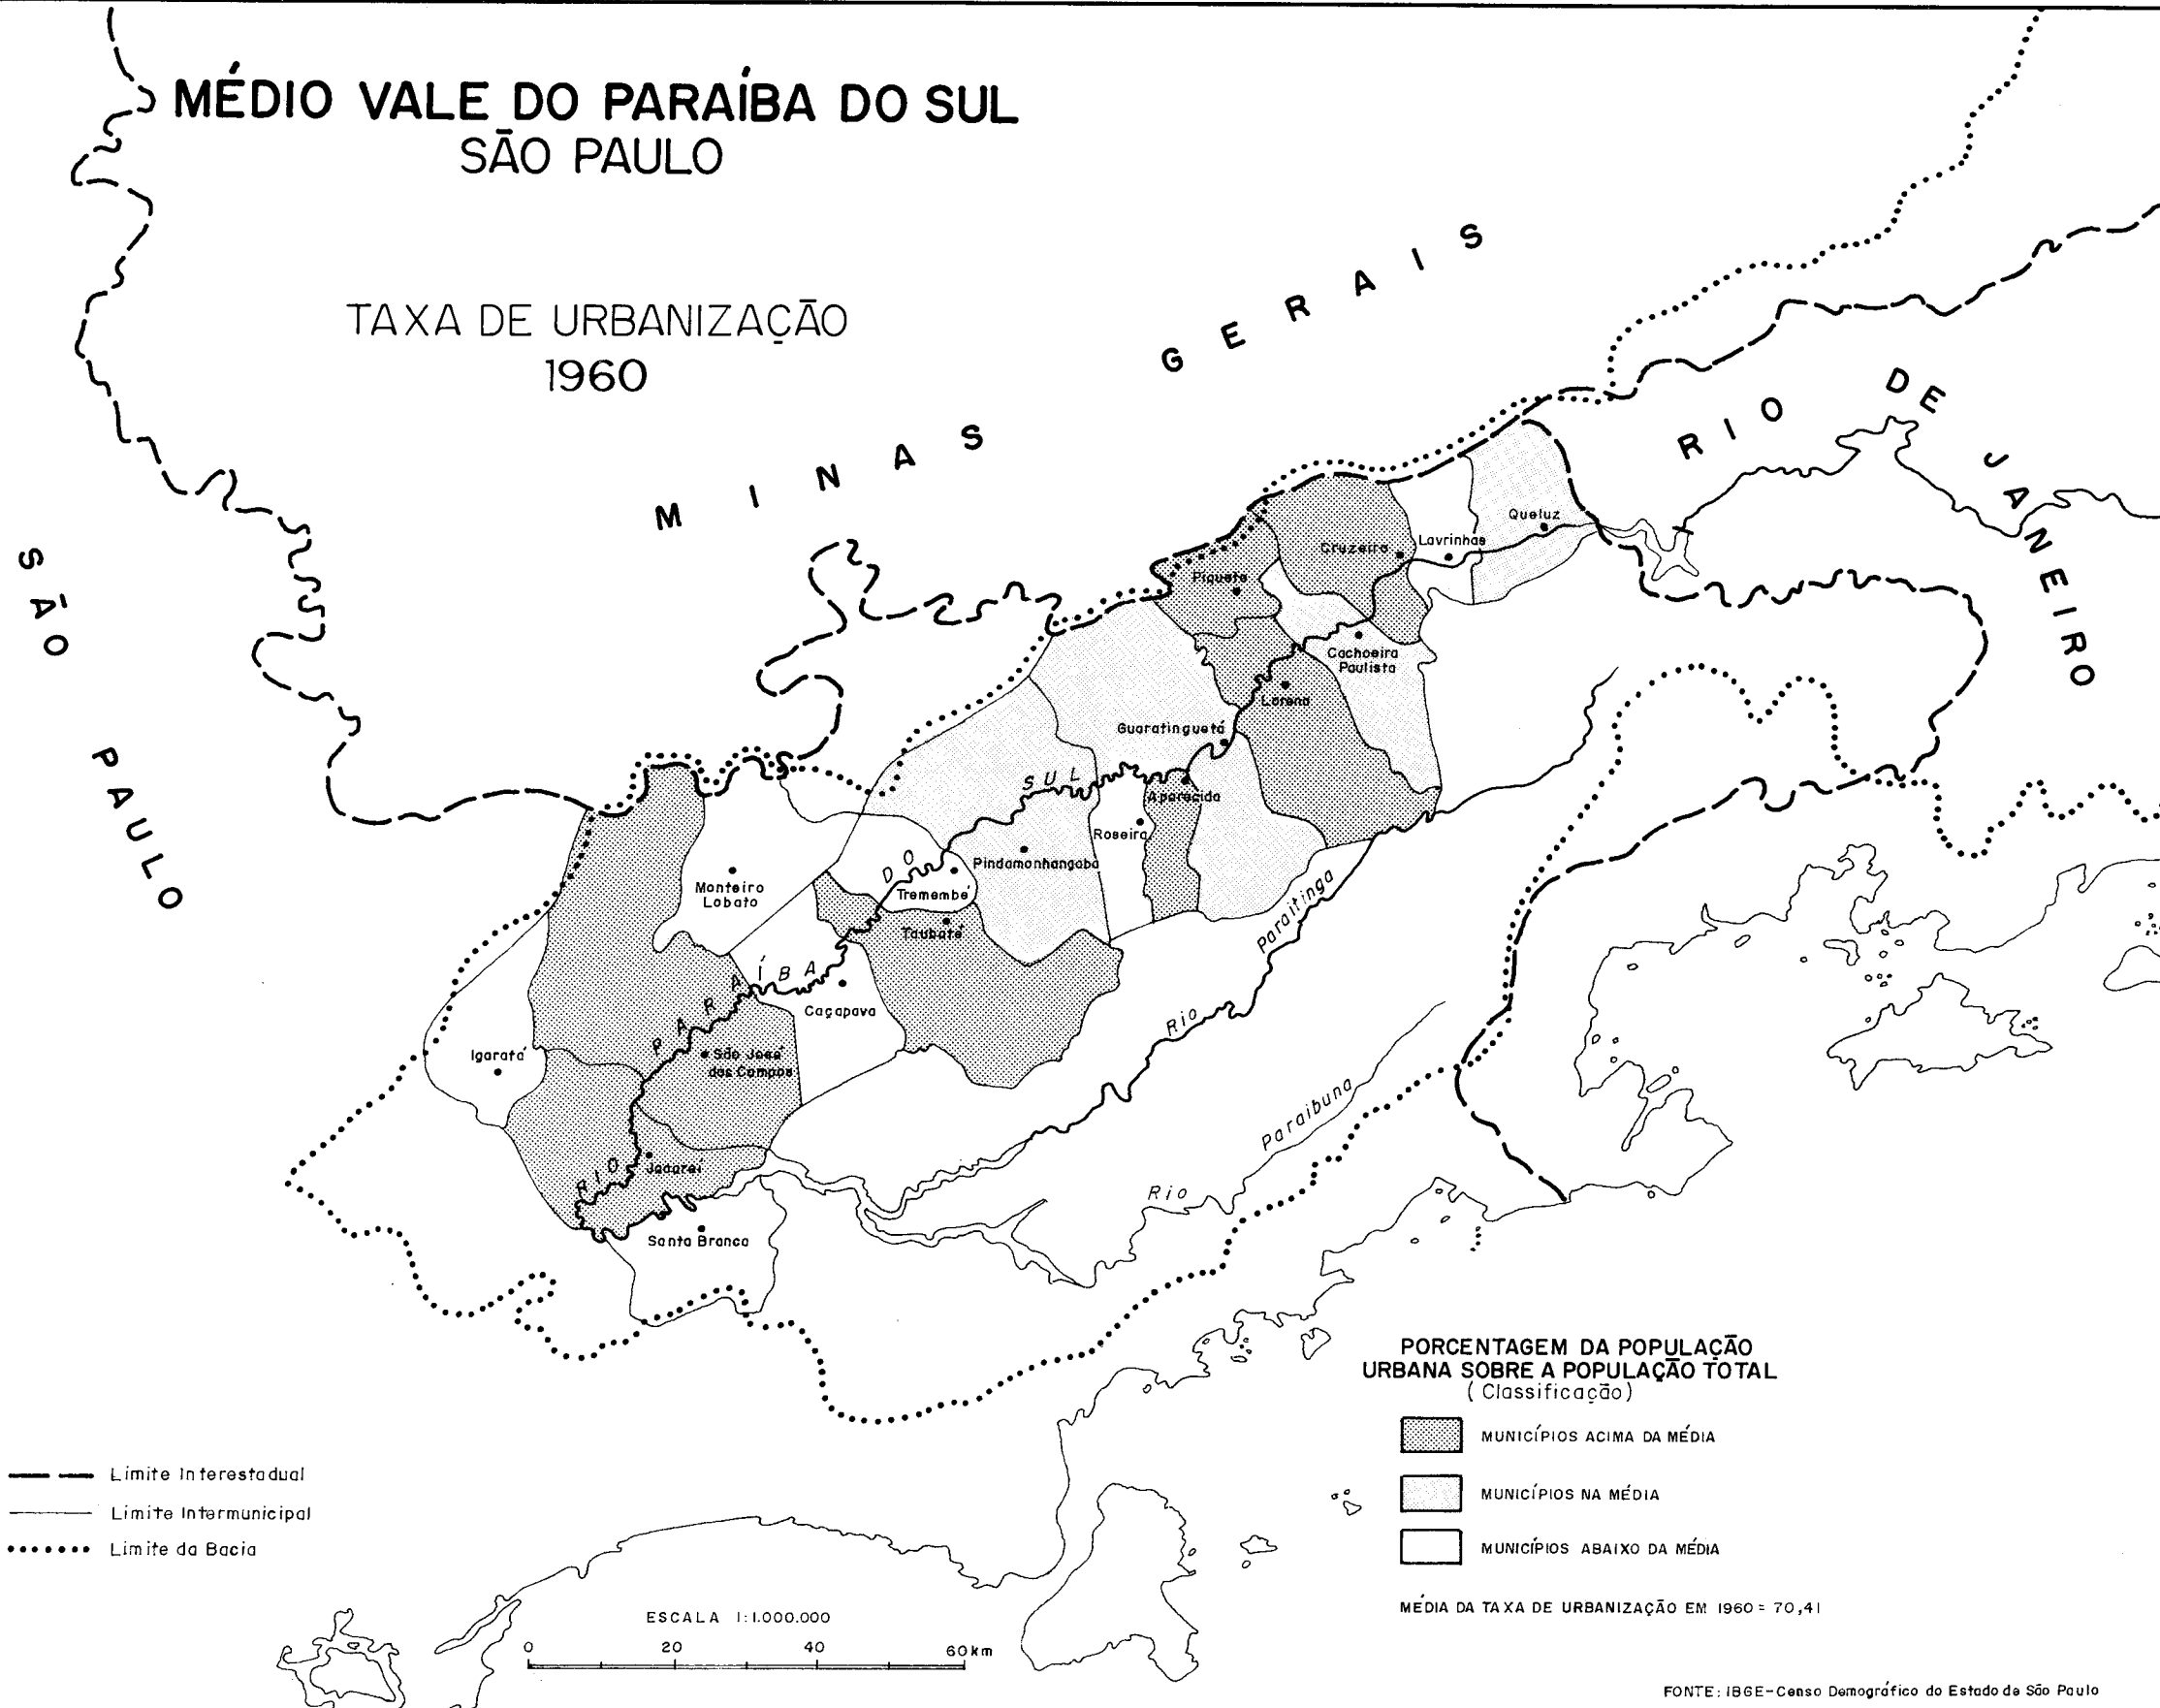 MÉDIO VALE DO PARAÍBA DO SUL
SÃO PAULO
TAXA DE URBANIZAÇÃO
1960
MINAS GERAIS
RIO DE JANEIRO
SÃO PAULO
Queluz
Lavrinhas
Cruzeiro
Piquete
Cachoeira
Paulista
Lorena
Guaratinguetá
Aparecida
Roseira
Pindamonhangaba
Tremembé
Taubaté
Monteiro
Lobato
Caçapava
São José
dos Campos
Igaratá
Jacareí
Santa Branca
RIO PARAÍBA DO SUL
Rio Paraitinga
Rio Paraibuna
PORCENTAGEM DA POPULAÇÃO
URBANA SOBRE A POPULAÇÃO TOTAL
(Classificação)
MUNICÍPIOS ACIMA DA MÉDIA
MUNICÍPIOS NA MÉDIA
MUNICÍPIOS ABAIXO DA MÉDIA
MÉDIA DA TAXA DE URBANIZAÇÃO EM 1960 = 70,41
Limite Interestadual
Limite Intermunicipal
Limite da Bacia
ESCALA 1:1.000.000
0 20 40 60 km
FONTE: IBGE-Censo Demográfico do Estado de São Paulo